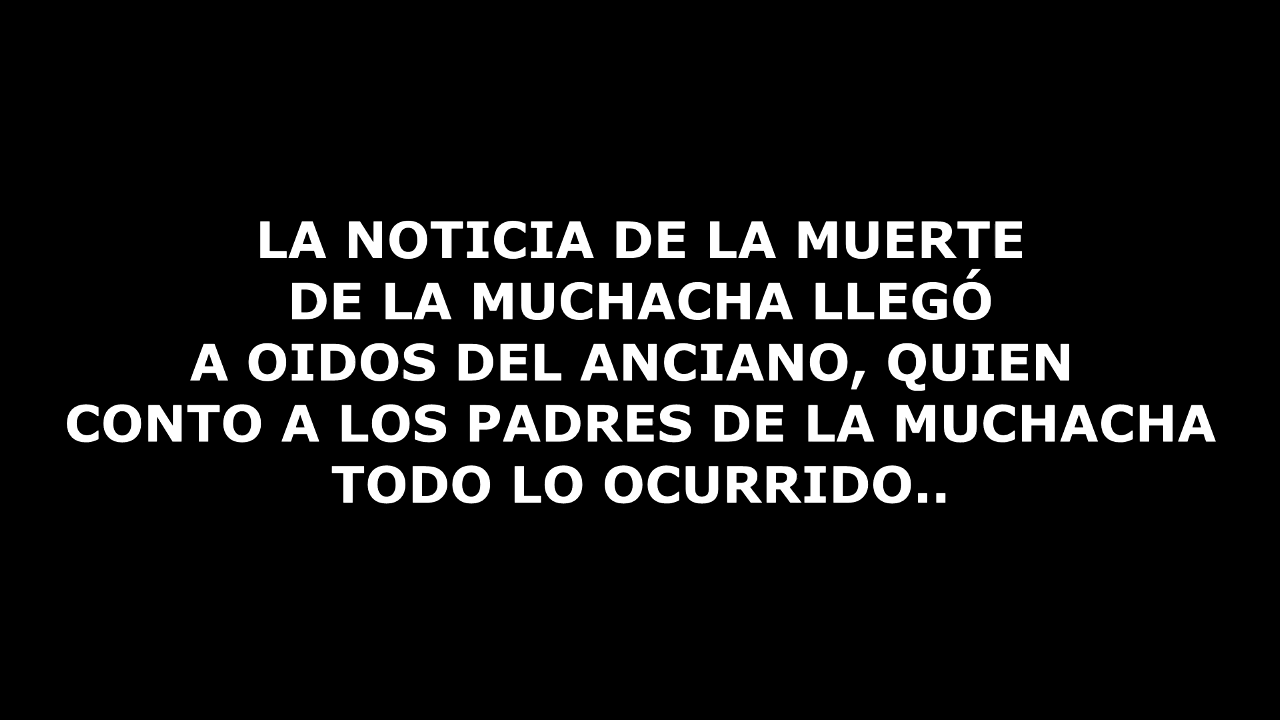 LA NOTICIA DE LA MUERTE
DE LA MUCHACHA LLEGÓ
A OIDOS DEL ANCIANO, QUIEN
CONTO A LOS PADRES DE LA MUCHACHA
TODO LO OCURRIDO..